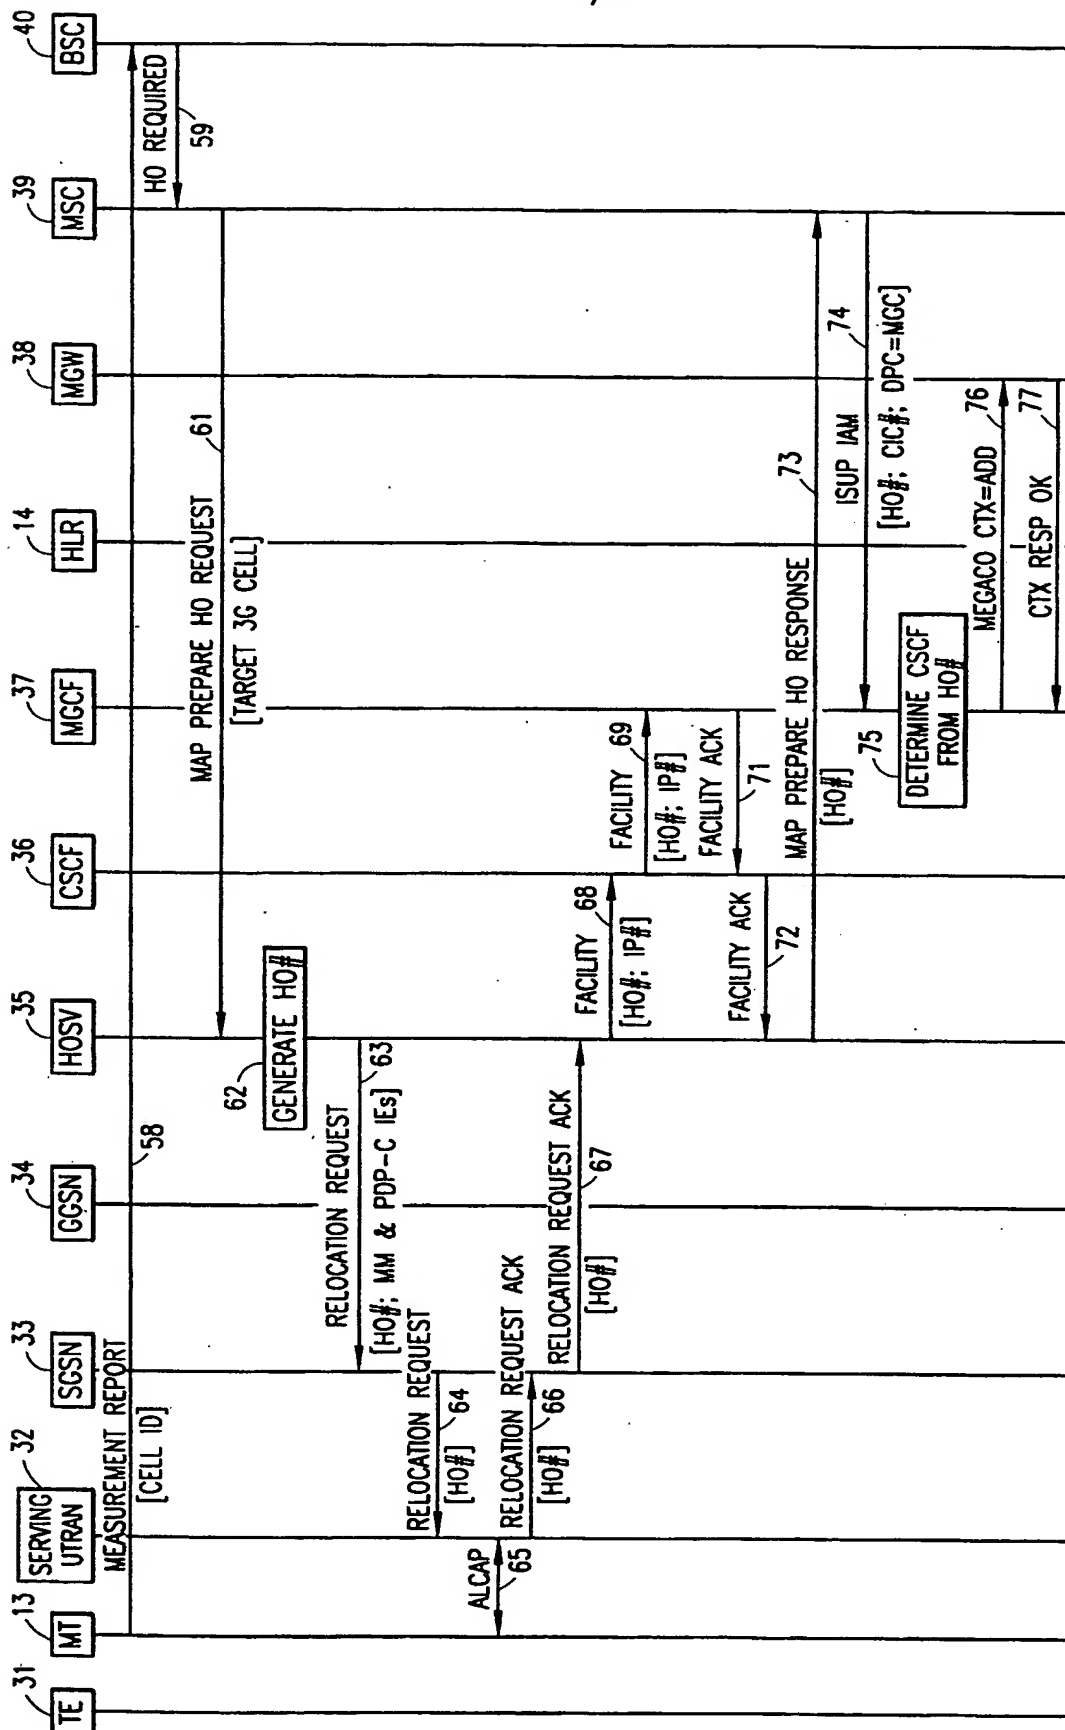 31
TE
13
MT
32
SERVING
UTRAN
33
SGSN
34
GGSN
35
HOSV
36
CSCF
37
MGCF
14
HLR
38
MGW
39
MSC
40
BSC
MEASUREMENT REPORT
[CELL ID]
58
HO REQUIRED
59
MAP PREPARE HO REQUEST
61
[TARGET 3G CELL]
62
GENERATE HO#
RELOCATION REQUEST
63
[HO#; MM & PDP-C IEs]
RELOCATION REQUEST
64
[HO#]
ALCAP
65
RELOCATION REQUEST ACK
66
[HO#]
RELOCATION REQUEST ACK
67
[HO#]
FACILITY
68
[HO#; IP#]
FACILITY
69
[HO#; IP#]
FACILITY ACK
71
FACILITY ACK
72
MAP PREPARE HO RESPONSE
73
[HO#]
ISUP IAM
74
[HO#; CIC#; DPC=MGC]
75
DETERMINE CSCF
FROM HO#
MEGACO CTX=ADD
76
CTX RESP OK
77